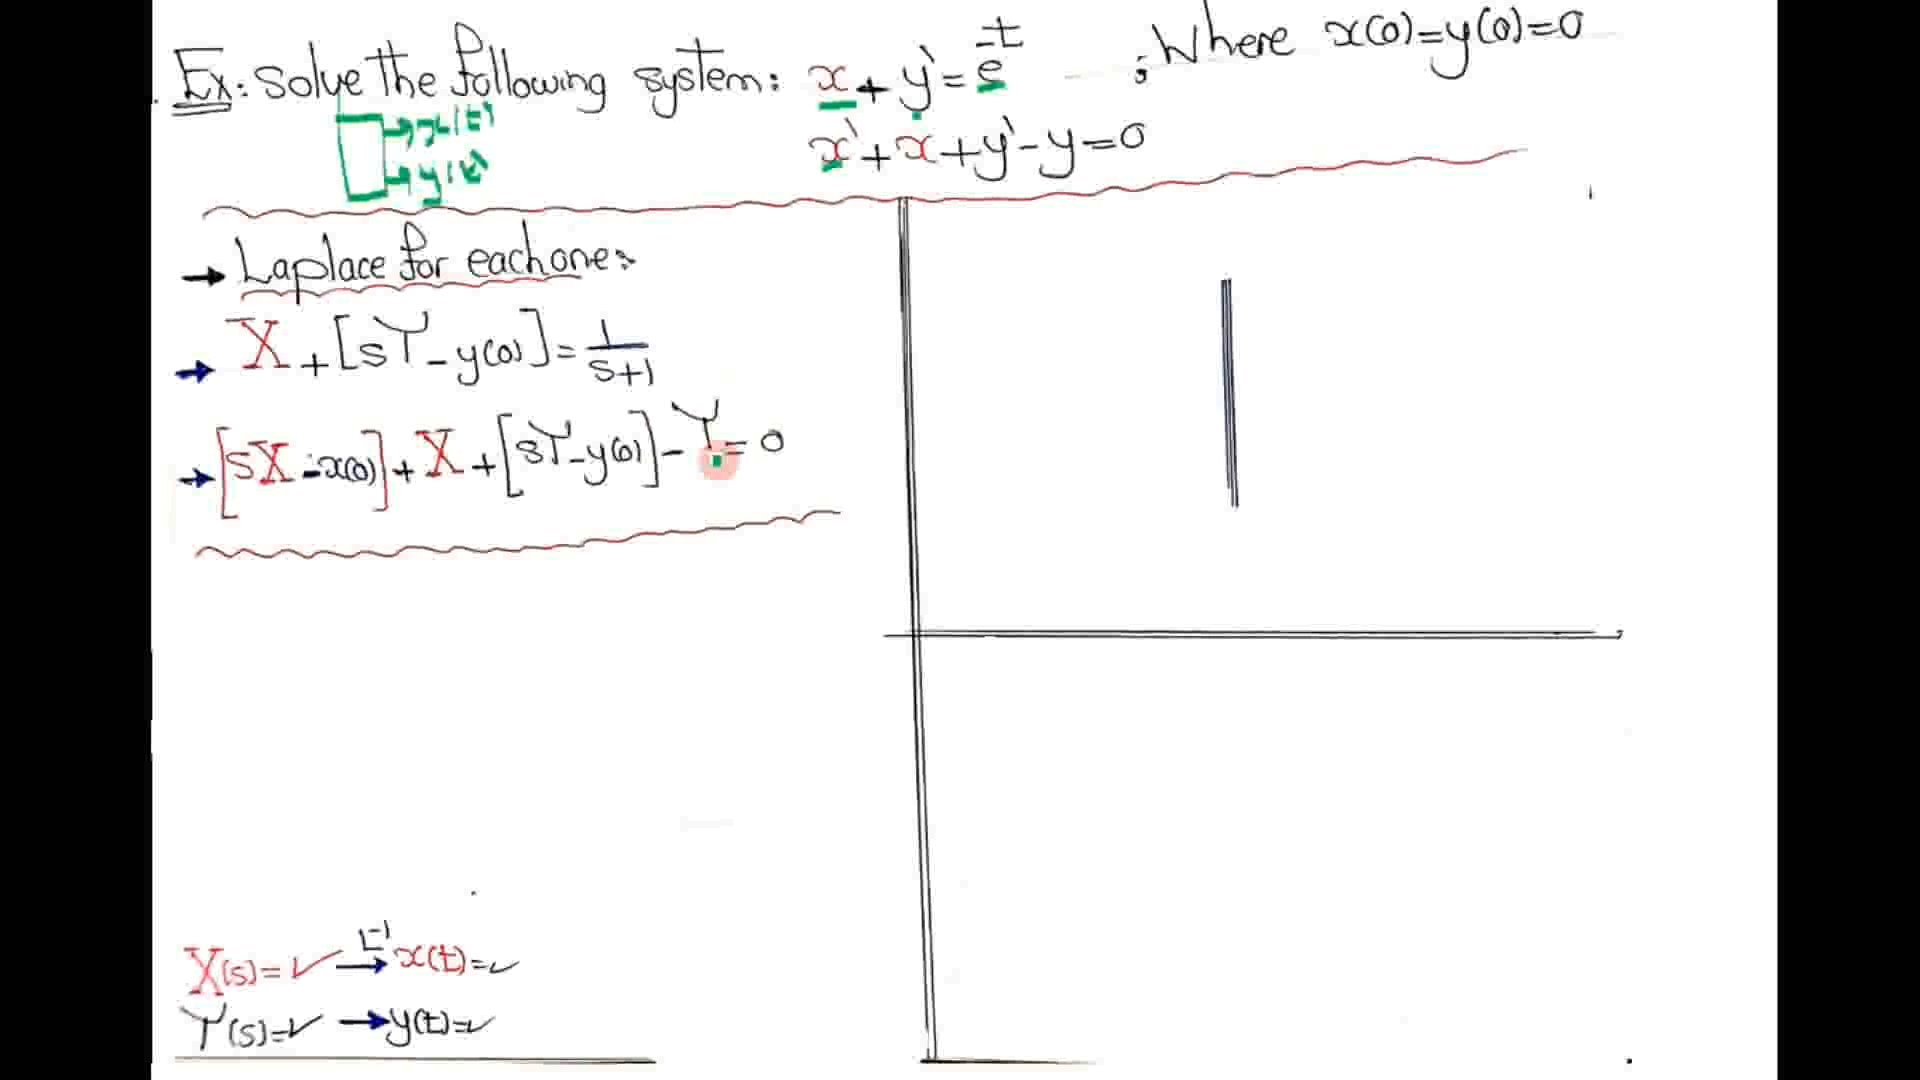 Ex: Solve the following system: x + y' = e^-t ; Where x(0)=y(0)=0
x' + x + y' - y = 0
→ x(t)
→ y(t)
→ Laplace for each one:
→ X + [sY - y(0)] = 1/(s+1)
→ [sX - x(0)] + X + [sY - y(0)] - Y = 0
X(s) = ✓ L^-1 → x(t) = ✓
Y(s) = ✓ → y(t) = ✓